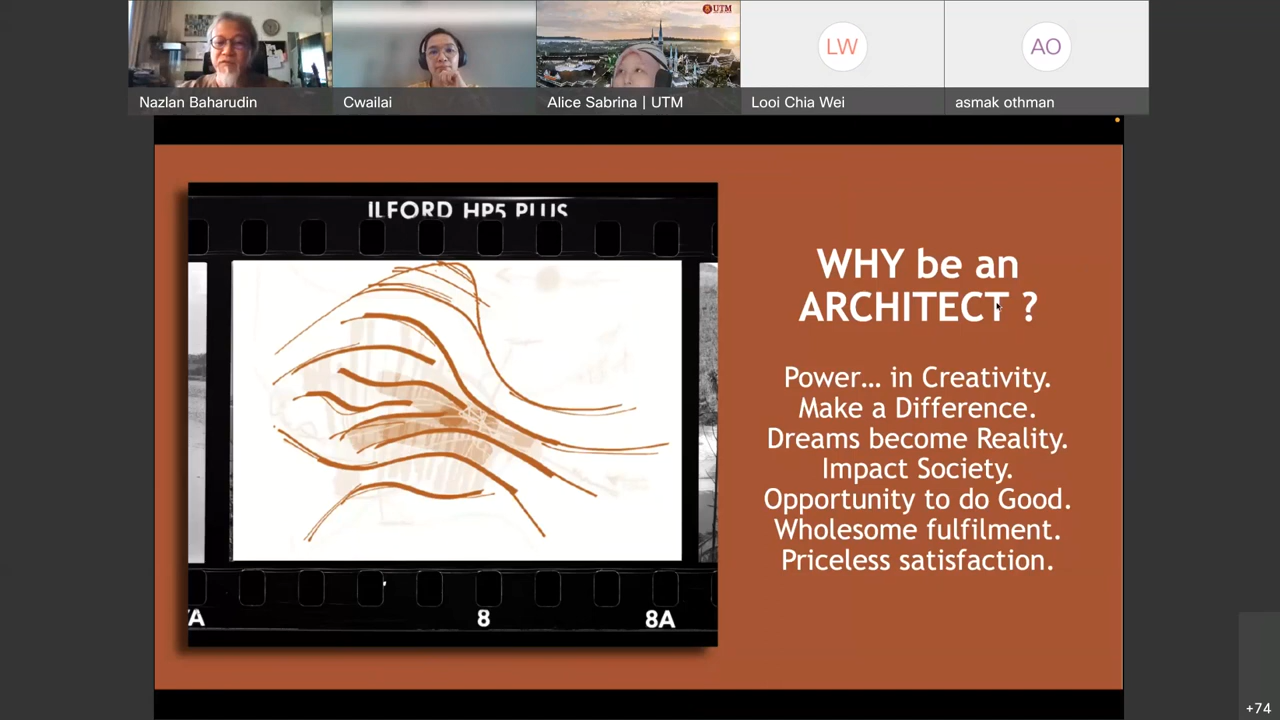 UTM
LW
AO
Nazlan Baharudin
Cwailai
Alice Sabrina | UTM
Looi Chia Wei
asmak othman
ILFORD HP5 PLUS
WHY be an
ARCHITECT ?
Power... in Creativity.
Make a Difference.
Dreams become Reality.
Impact Society.
Opportunity to do Good.
Wholesome fulfilment.
Priceless satisfaction.
8
8A
+74